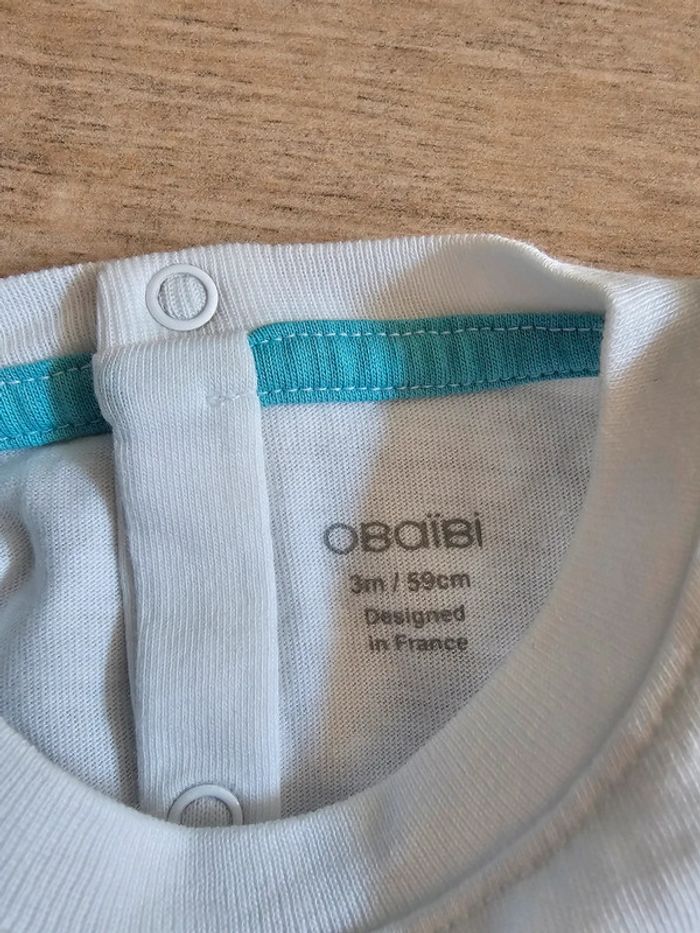 OBaïBi
3m / 59cm
Designed
in France